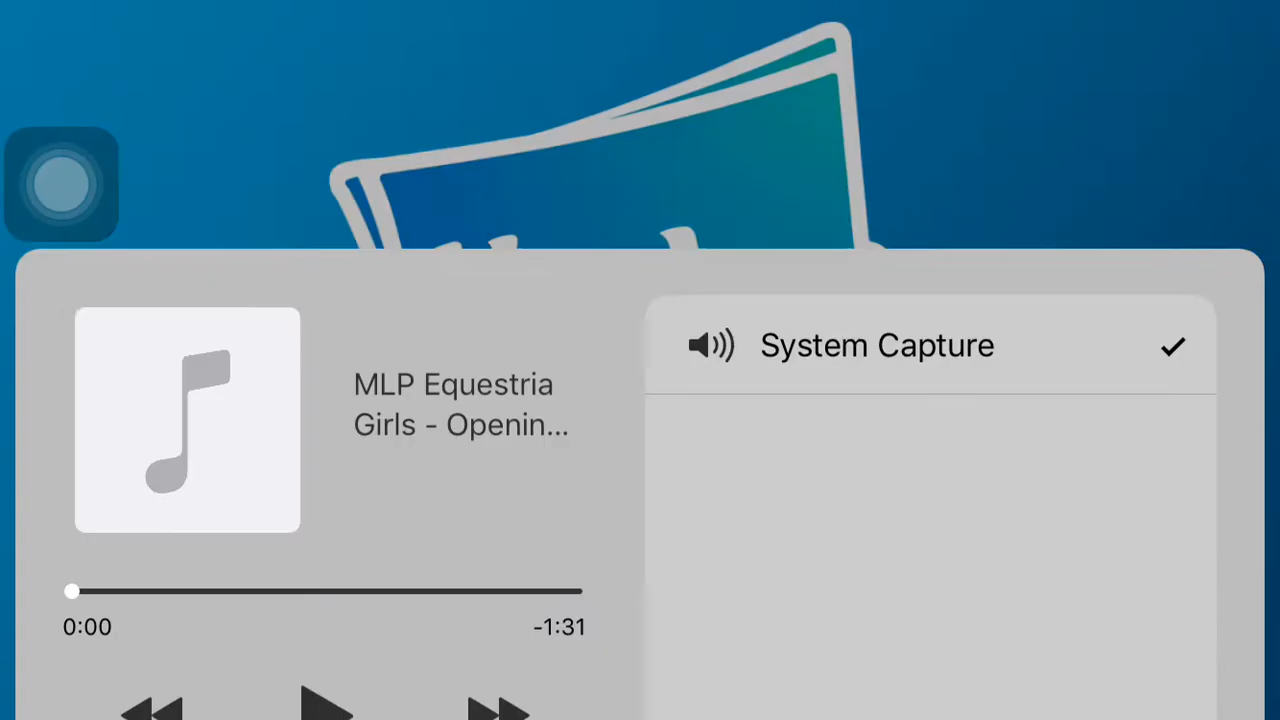 MLP Equestria
Girls - Openin...
0:00
-1:31
System Capture